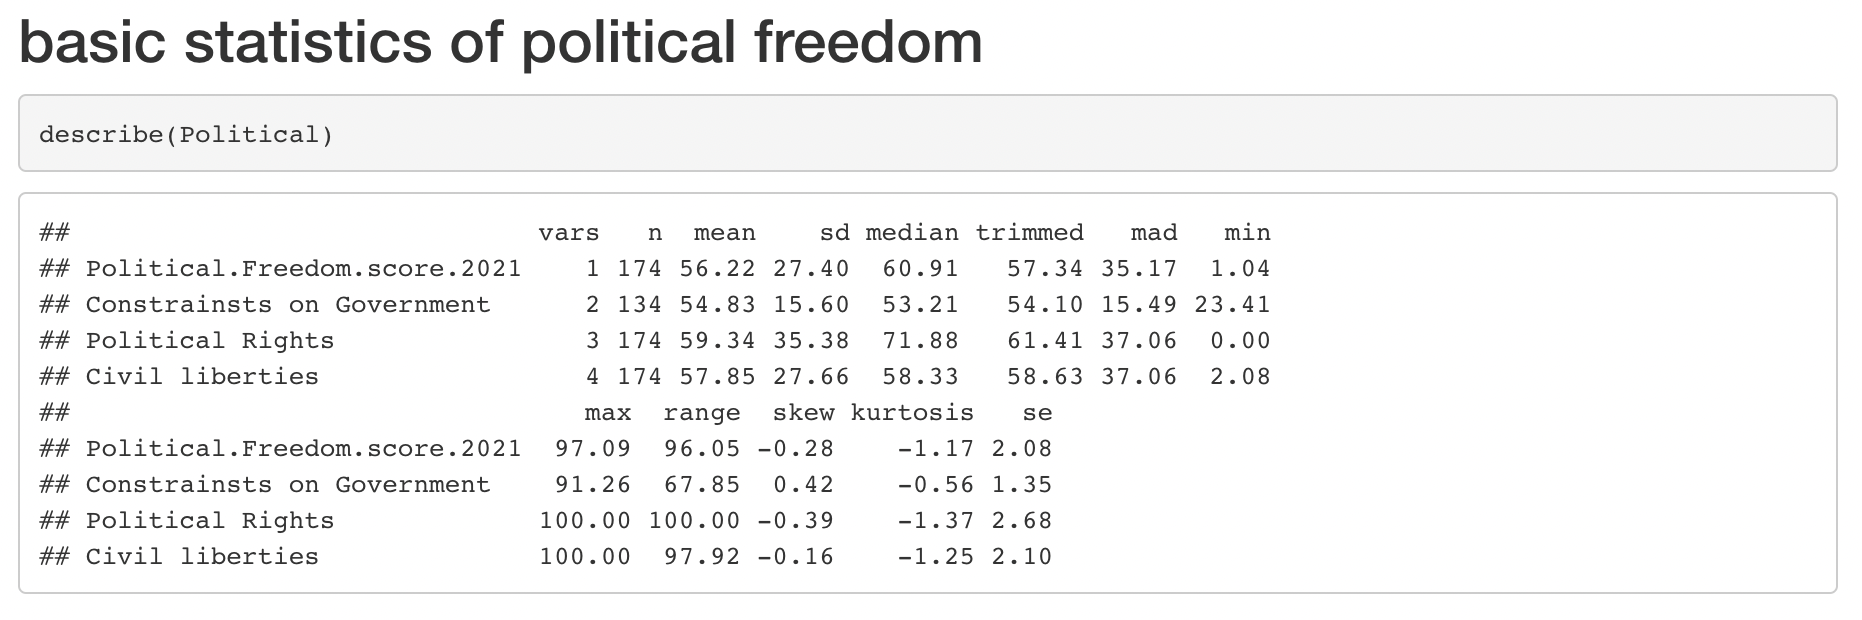 basic statistics of political freedom
describe(Political)
##                              vars   n  mean    sd median trimmed   mad   min
## Political.Freedom.score.2021    1 174 56.22 27.40  60.91   57.34 35.17  1.04
## Constrainsts on Government      2 134 54.83 15.60  53.21   54.10 15.49 23.41
## Political Rights                3 174 59.34 35.38  71.88   61.41 37.06  0.00
## Civil liberties                 4 174 57.85 27.66  58.33   58.63 37.06  2.08
##                                 max  range  skew kurtosis   se
## Political.Freedom.score.2021  97.09  96.05 -0.28    -1.17 2.08
## Constrainsts on Government    91.26  67.85  0.42    -0.56 1.35
## Political Rights             100.00 100.00 -0.39    -1.37 2.68
## Civil liberties              100.00  97.92 -0.16    -1.25 2.10